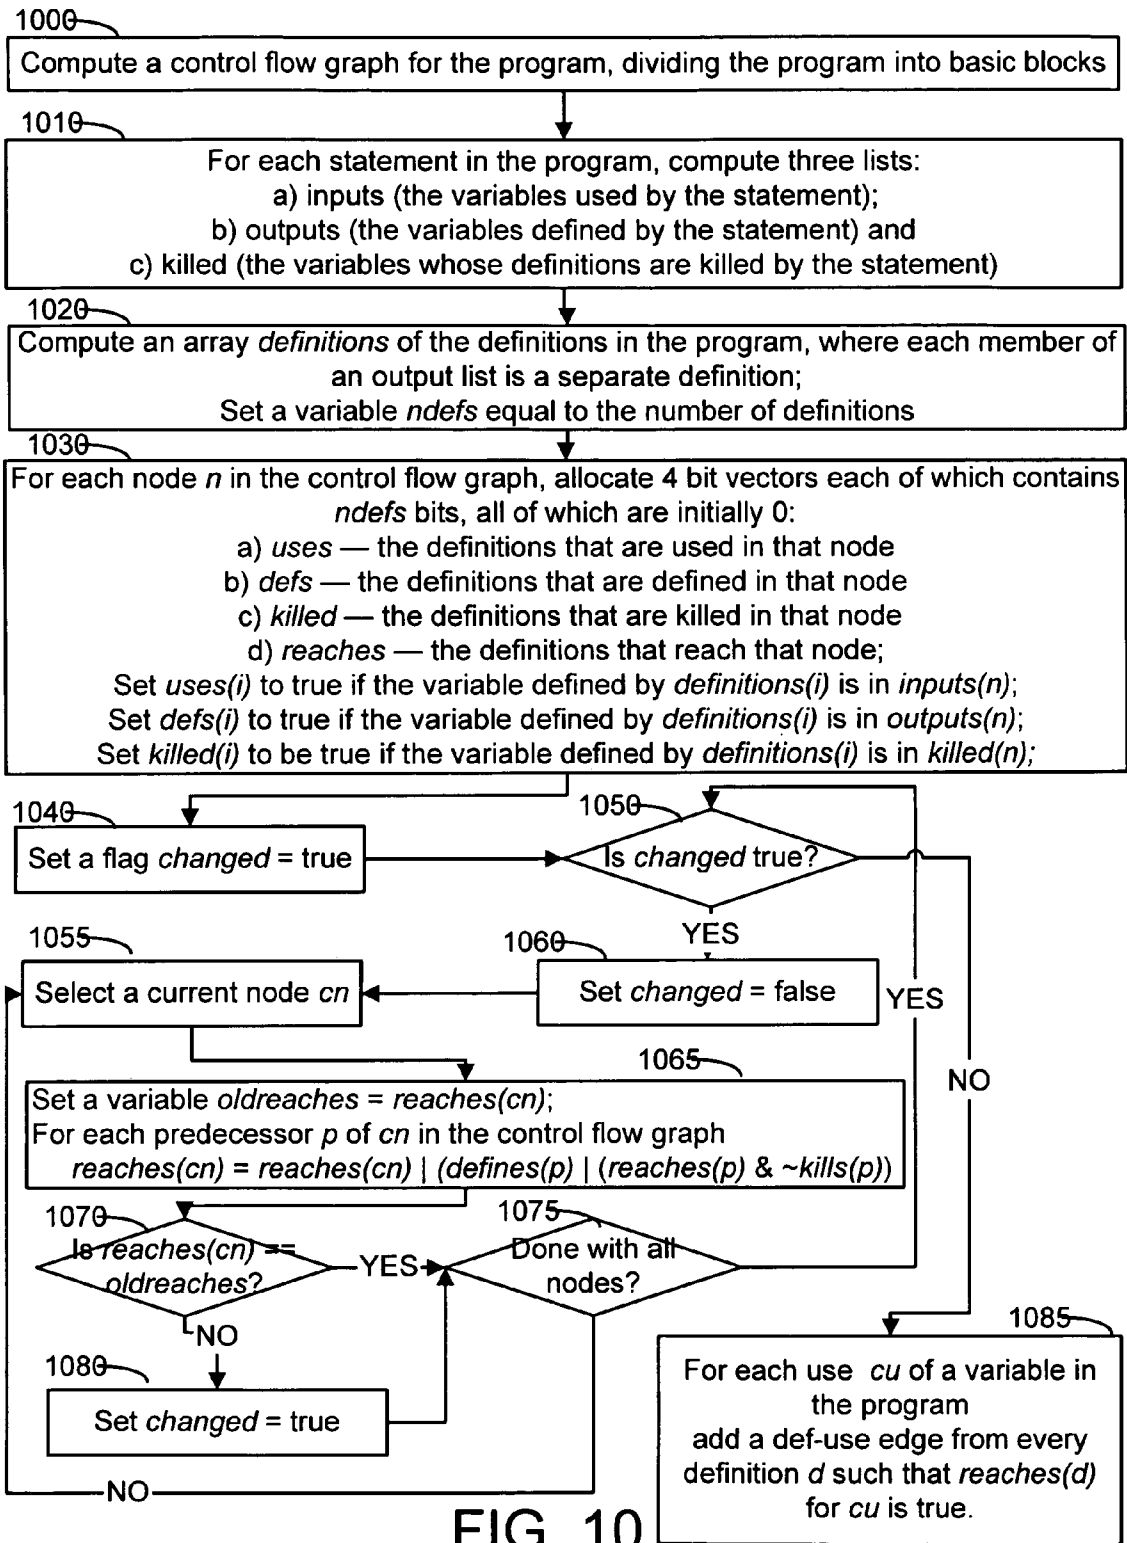 1000
Compute a control flow graph for the program, dividing the program into basic blocks
1010
For each statement in the program, compute three lists:
a) inputs (the variables used by the statement);
b) outputs (the variables defined by the statement) and
c) killed (the variables whose definitions are killed by the statement)
1020
Compute an array definitions of the definitions in the program, where each member of
an output list is a separate definition;
Set a variable ndefs equal to the number of definitions
1030
For each node n in the control flow graph, allocate 4 bit vectors each of which contains
ndefs bits, all of which are initially 0:
a) uses — the definitions that are used in that node
b) defs — the definitions that are defined in that node
c) killed — the definitions that are killed in that node
d) reaches — the definitions that reach that node;
Set uses(i) to true if the variable defined by definitions(i) is in inputs(n);
Set defs(i) to true if the variable defined by definitions(i) is in outputs(n);
Set killed(i) to be true if the variable defined by definitions(i) is in killed(n);
1040
Set a flag changed = true
1050
Is changed true?
YES
1055
Select a current node cn
1060
Set changed = false
YES
NO
1065
Set a variable oldreaches = reaches(cn);
For each predecessor p of cn in the control flow graph
reaches(cn) = reaches(cn) | (defines(p) | (reaches(p) & ~kills(p))
1070
Is reaches(cn) ==
oldreaches?
YES
1075
Done with all
nodes?
NO
1080
Set changed = true
NO
1085
For each use cu of a variable in
the program
add a def-use edge from every
definition d such that reaches(d)
for cu is true.
FIG. 10